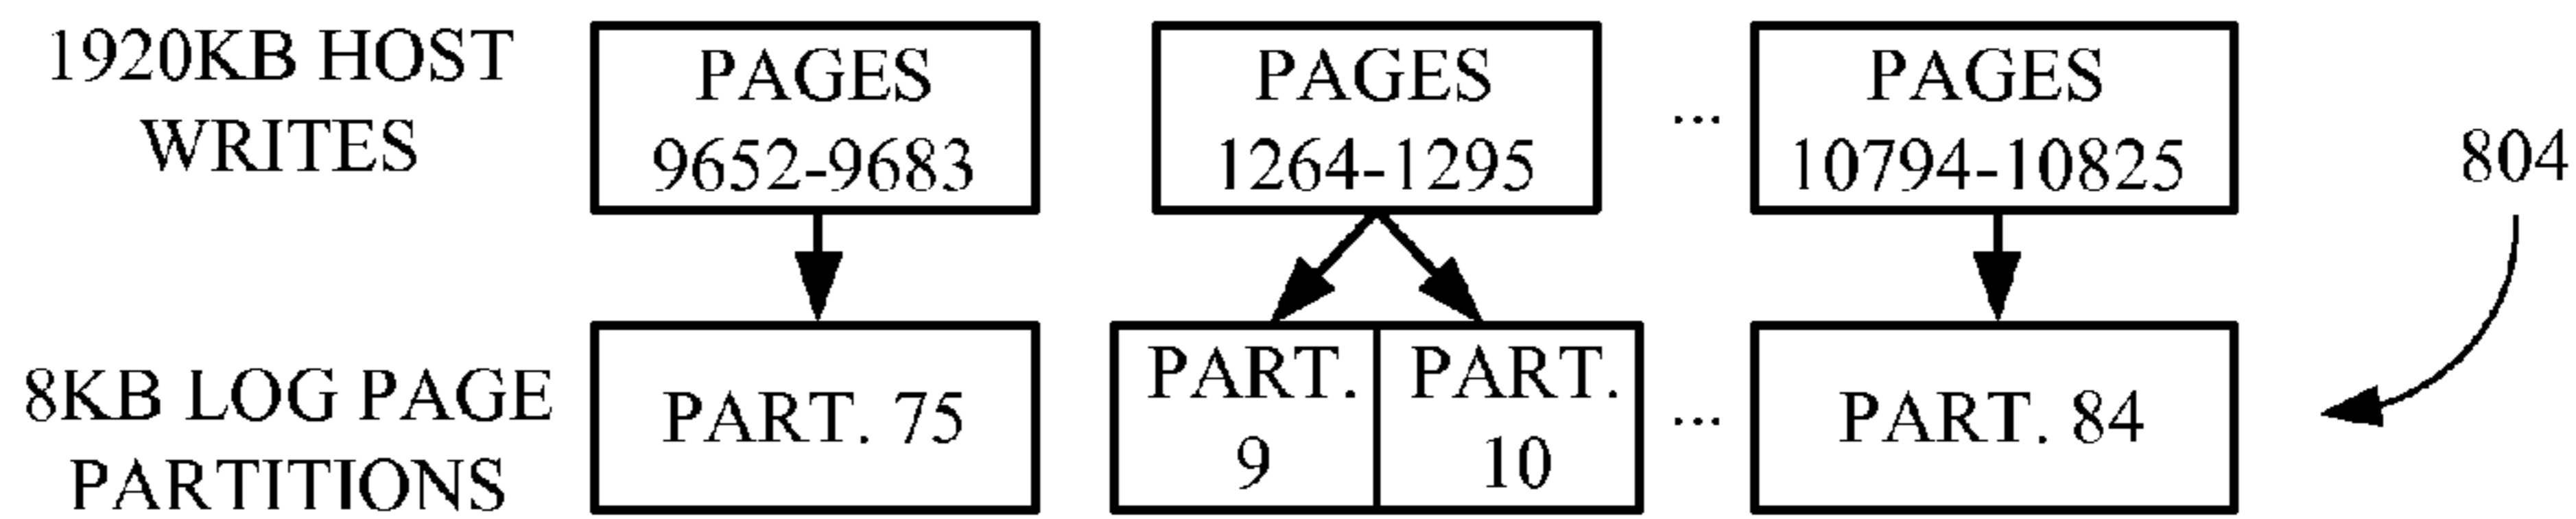 1920KB HOST
WRITES
PAGES
9652-9683
PAGES
1264-1295
...
PAGES
10794-10825
804
8KB LOG PAGE
PARTITIONS
PART. 75
PART.
9
PART.
10
...
PART. 84